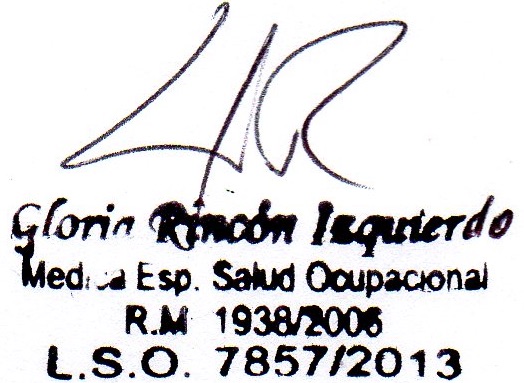 Gloria Rincón Izquierdo
Medica Esp. Salud Ocupacional
R.M 1938/2006
L.S.O. 7857/2013